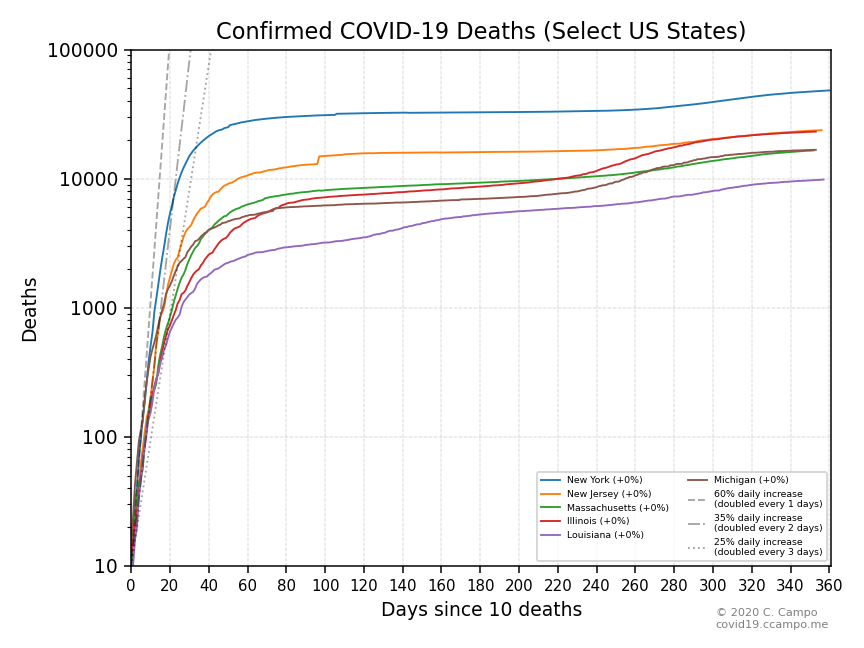 Confirmed COVID-19 Deaths (Select US States)
100000
10000
1000
100
10
Deaths
0 20 40 60 80 100 120 140 160 180 200 220 240 260 280 300 320 340 360
Days since 10 deaths
New York (+0%)
New Jersey (+0%)
Massachusetts (+0%)
Illinois (+0%)
Louisiana (+0%)
Michigan (+0%)
60% daily increase
(doubled every 1 days)
35% daily increase
(doubled every 2 days)
25% daily increase
(doubled every 3 days)
© 2020 C. Campo
covid19.ccampo.me